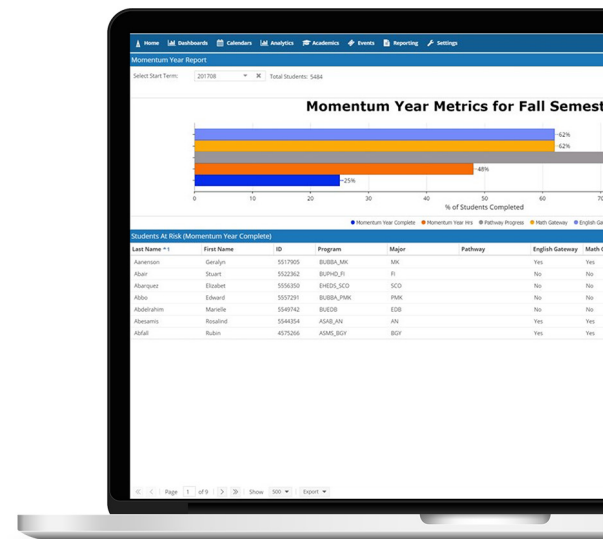 Home Dashboards Calendars Analytics Academics Events Reporting Settings
Momentum Year Report
Select Start Term: 201708 Total Students: 5484
Momentum Year Metrics for Fall Semest
62%
62%
48%
25%
0 10 20 30 40 50 60 70
% of Students Completed
Momentum Year Complete Momentum Year Hrs Pathway Progress Math Gateway English Ga
Students At Risk (Momentum Year Complete)
Last Name 1 First Name ID Program Major Pathway English Gateway Math G
Aanenson Geralyn 5517905 BUBBA_MK MK Yes Yes
Abair Stuart 5522362 BUPHD_FI FI No No
Abarquez Elizabet 5556350 EHEDS_SCO SCO No No
Abbo Edward 5557291 BUBBA_PMK PMK No No
Abdelrahim Marielle 5549742 BUEDB EDB No No
Abesamis Rosalind 5544354 ASAB_AN AN Yes Yes
Abfall Rubin 4575266 ASMS_BGY BGY Yes Yes
Page 1 of 9 Show 500 Export